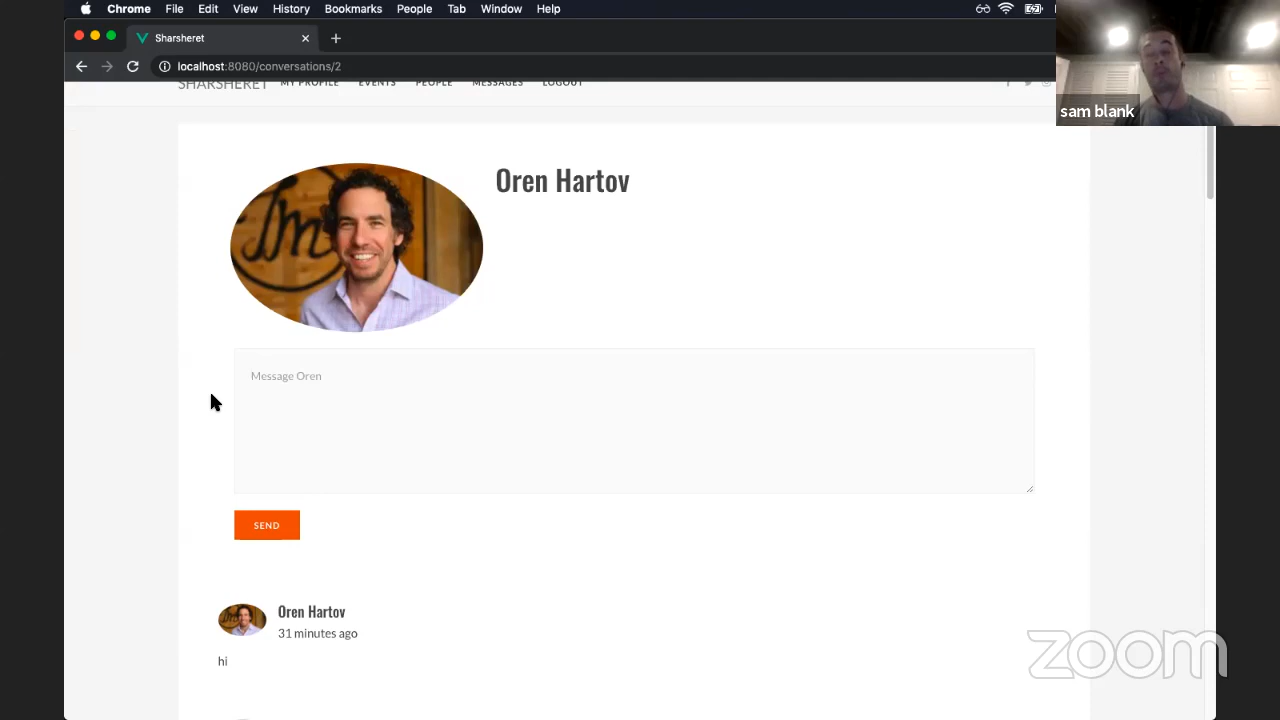 Chrome File Edit View History Bookmarks People Tab Window Help
Sharsheret
localhost:8080/conversations/2
SHARSHERET MY PROFILE EVENTS PEOPLE MESSAGES LOGOUT
sam blank
Oren Hartov
Message Oren
SEND
Oren Hartov
31 minutes ago
hi
zoom